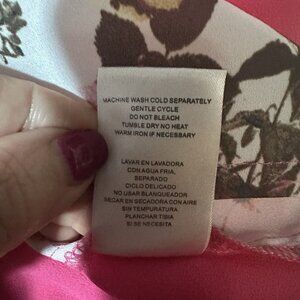 MACHINE WASH COLD SEPARATELY
GENTLE CYCLE
DO NOT BLEACH
TUMBLE DRY NO HEAT
WARM IRON IF NECESSARY
LAVAR EN LAVADORA
CON AGUA FRIA,
SEPARADO
CICLO DELICADO
NO USAR BLANQUEADOR
SECAR EN SECADORA CON AIRE
SIN TEMPERATURA
PLANCHAR TIBIA
SI SE NECESITA